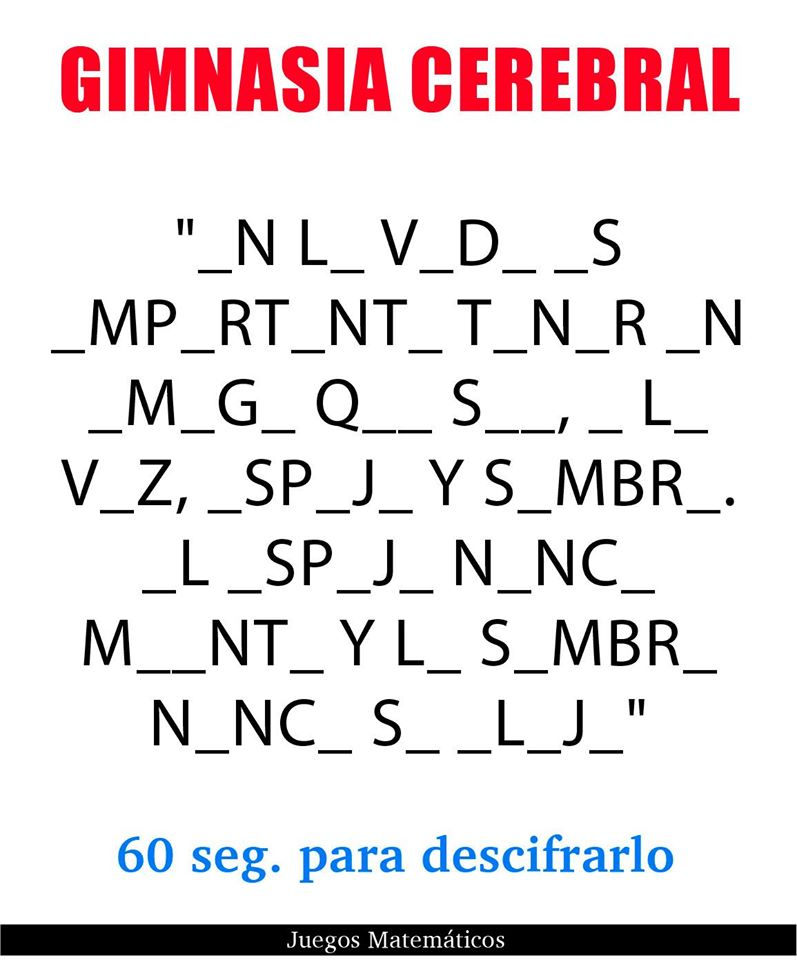 GIMNASIA CEREBRAL
"_N L_ V_D_ _S
_MP_RT_NT_ T_N_R _N
_M_G_ Q__ S__, _ L_
V_Z, _SP_J_ Y S_MBR_.
_L _SP_J_ N_NC_
M__NT_ Y L_ S_MBR_
N_NC_ S_ _L_J_"
60 seg. para descifrarlo
Juegos Matemáticos